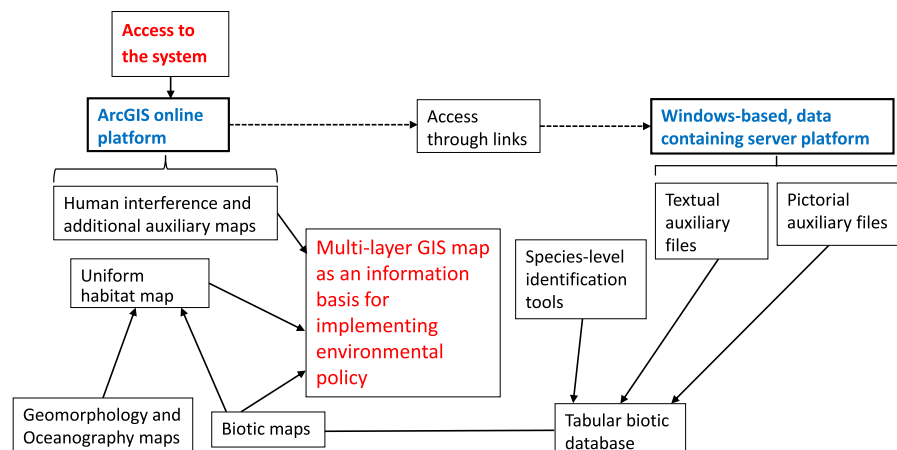 Access to
the system
ArcGIS online
platform
Access
through links
Windows-based, data
containing server platform
Human interference and
additional auxiliary maps
Textual
auxiliary
files
Pictorial
auxiliary files
Multi-layer GIS map
as an information
basis for
implementing
environmental
policy
Species-level
identification
tools
Uniform
habitat map
Geomorphology and
Oceanography maps
Biotic maps
Tabular biotic
database